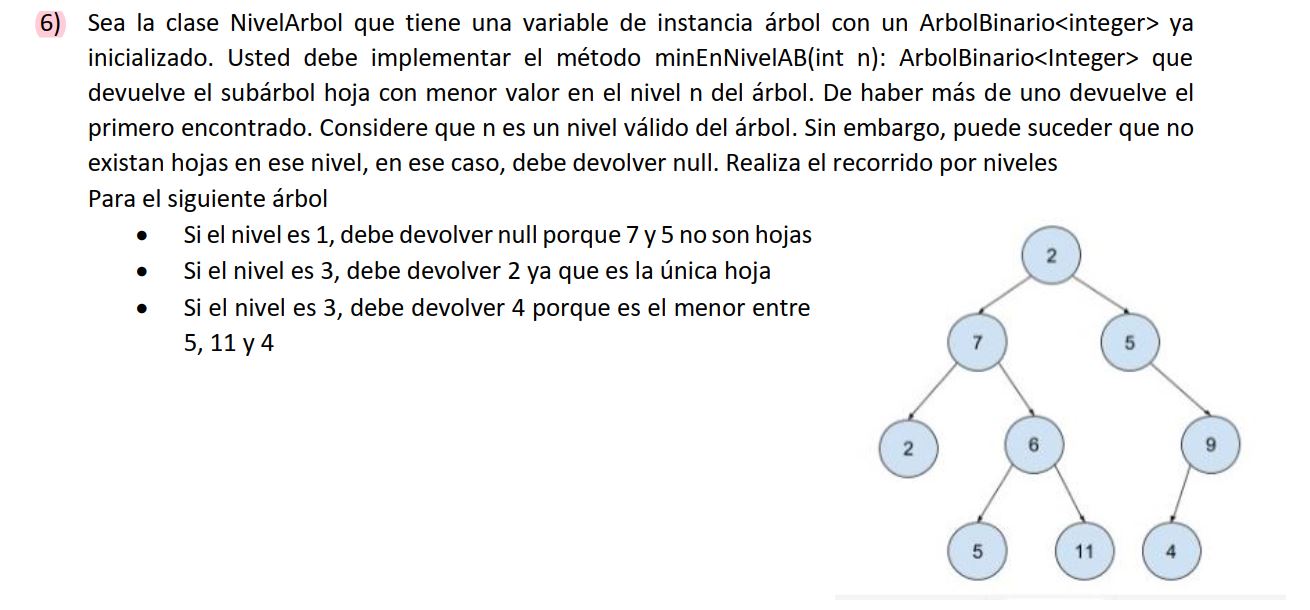 6) Sea la clase NivelArbol que tiene una variable de instancia árbol con un ArbolBinario<integer> ya
inicializado. Usted debe implementar el método minEnNivelAB(int n): ArbolBinario<Integer> que
devuelve el subárbol hoja con menor valor en el nivel n del árbol. De haber más de uno devuelve el
primero encontrado. Considere que n es un nivel válido del árbol. Sin embargo, puede suceder que no
existan hojas en ese nivel, en ese caso, debe devolver null. Realiza el recorrido por niveles
Para el siguiente árbol
• Si el nivel es 1, debe devolver null porque 7 y 5 no son hojas
• Si el nivel es 3, debe devolver 2 ya que es la única hoja
• Si el nivel es 3, debe devolver 4 porque es el menor entre
5, 11 y 4
2
7 5
2 6 9
5 11 4